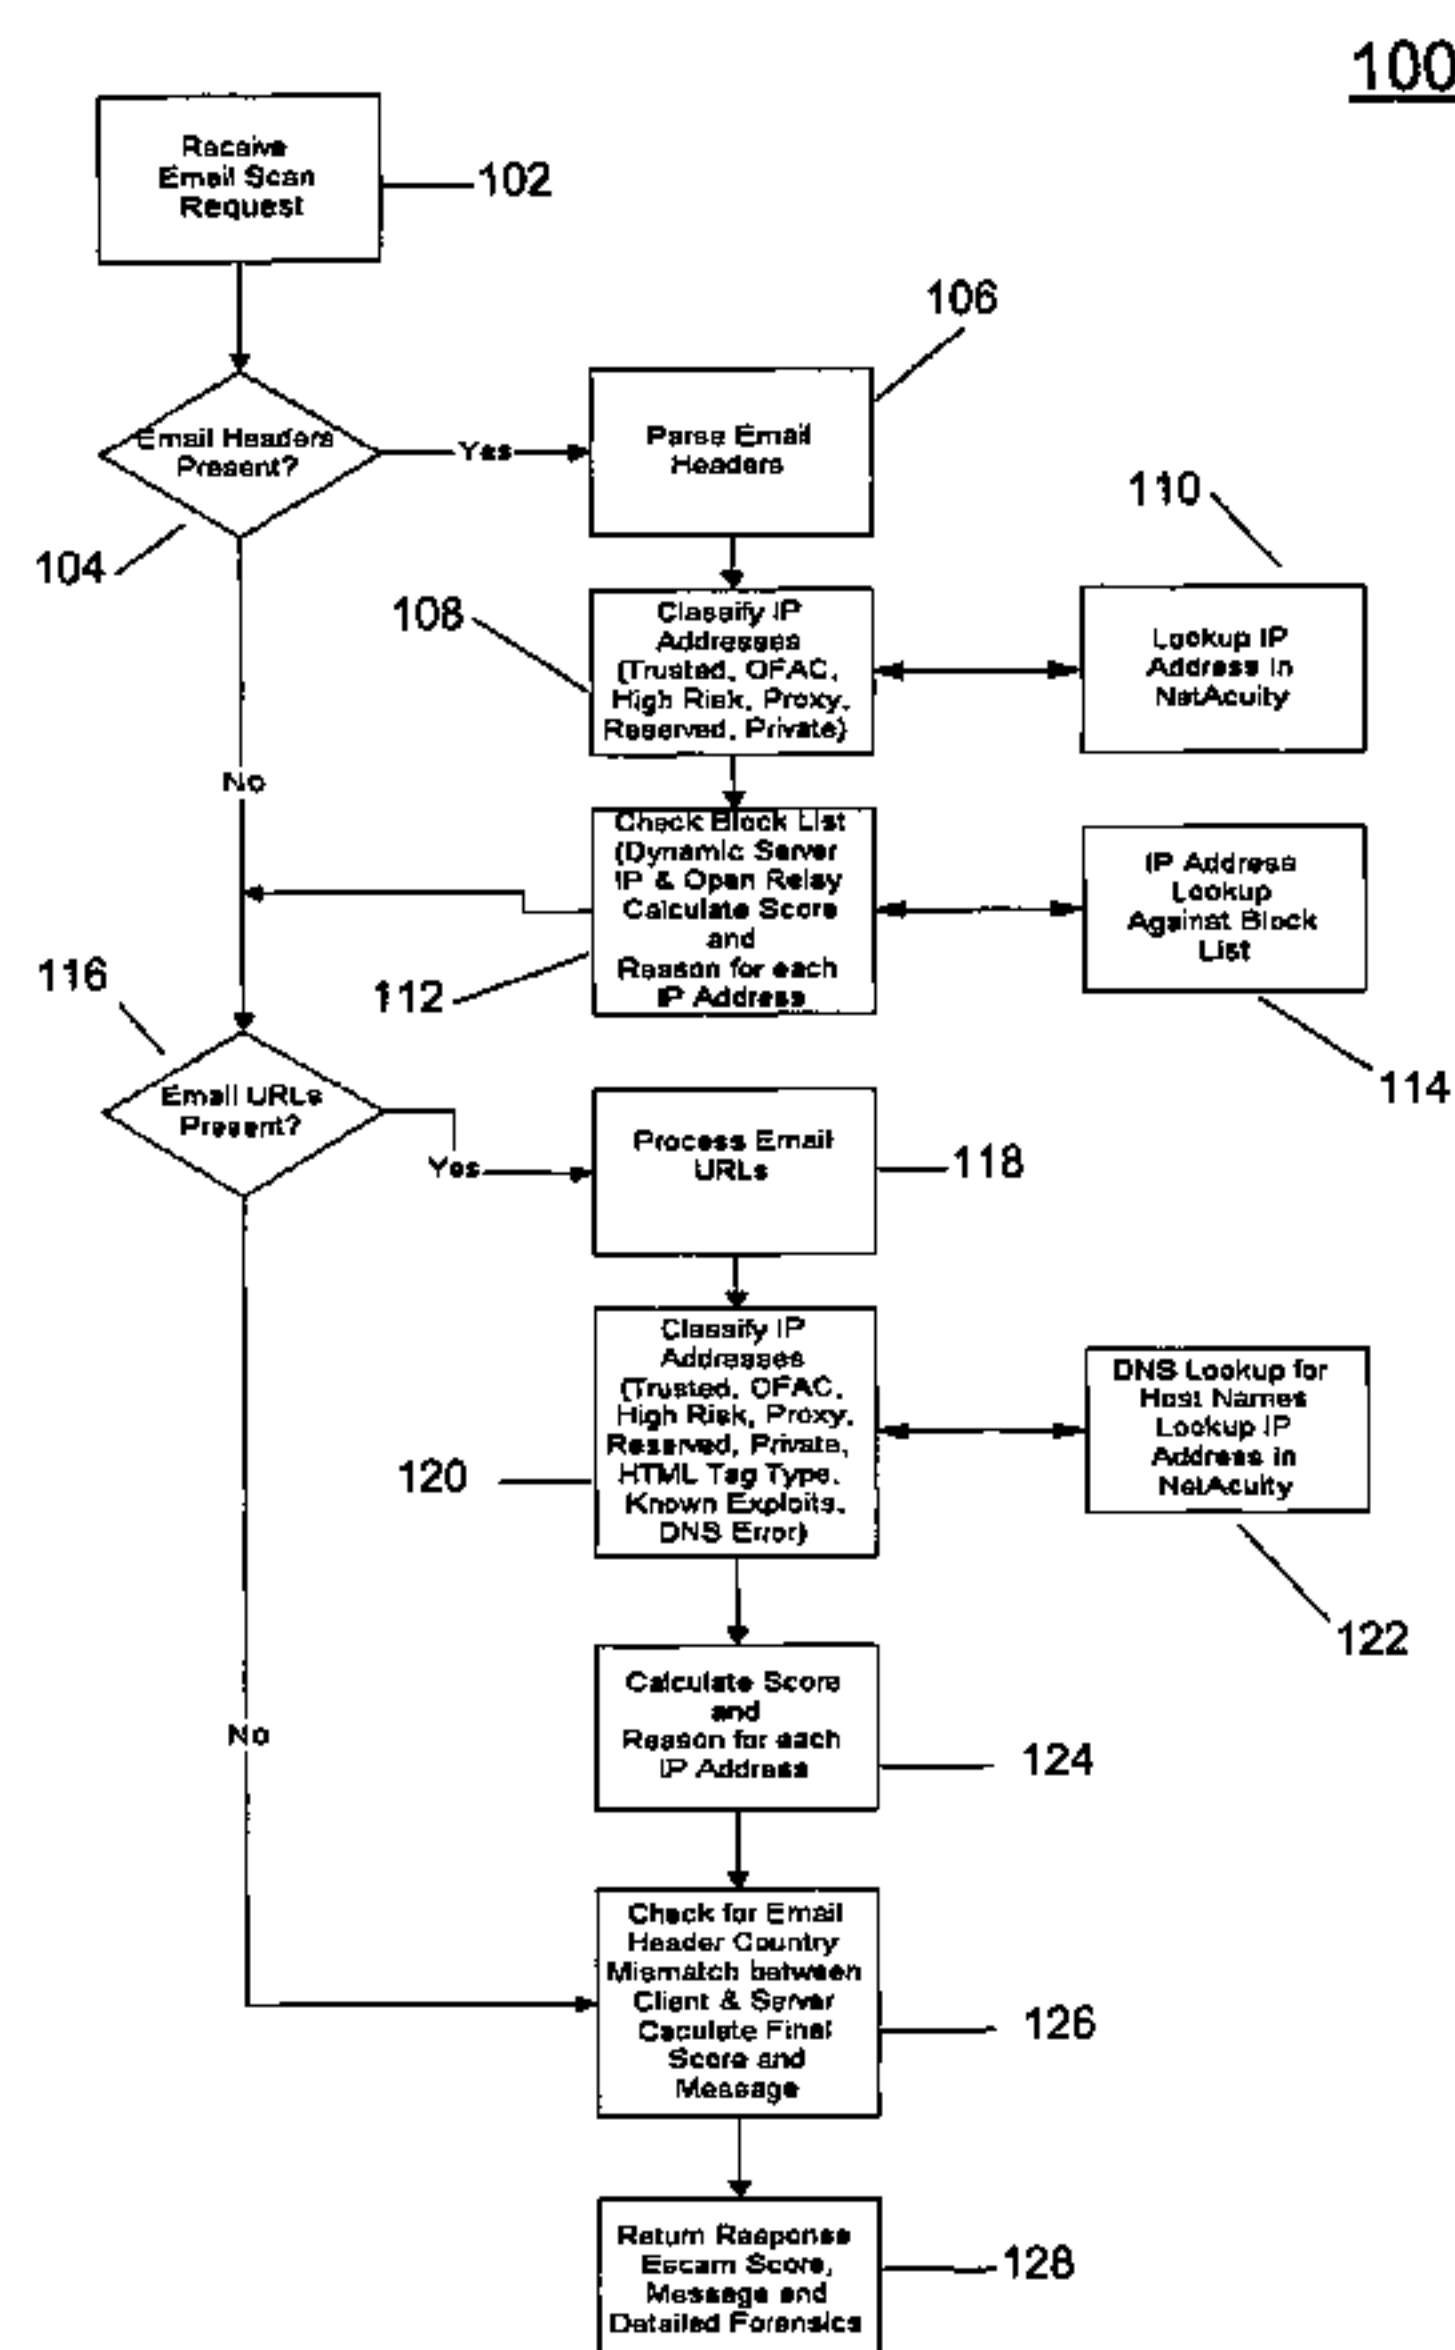 100
Receive
Email Scan
Request
102
Email Headers
Present?
104
Yes
No
106
Parse Email
Headers
108
Classify IP
Addresses
(Trusted, OFAC,
High Risk, Proxy,
Reserved, Private)
110
Lookup IP
Address in
NetAcuity
Check Block List
(Dynamic Server
IP & Open Relay
Calculate Score
and
Reason for each
IP Address
112
IP Address
Lookup
Against Block
List
114
116
Email URLs
Present?
Yes
No
Process Email
URLs
118
Classify IP
Addresses
(Trusted, OFAC,
High Risk, Proxy,
Reserved, Private,
HTML Tag Type,
Known Exploits,
DNS Error)
120
DNS Lookup for
Host Names
Lookup IP
Address in
NetAcuity
122
Calculate Score
and
Reason for each
IP Address
124
Check for Email
Header Country
Mismatch between
Client & Server
Caculate Final
Score and
Message
126
Return Response
Escam Score,
Message and
Detailed Forensics
128